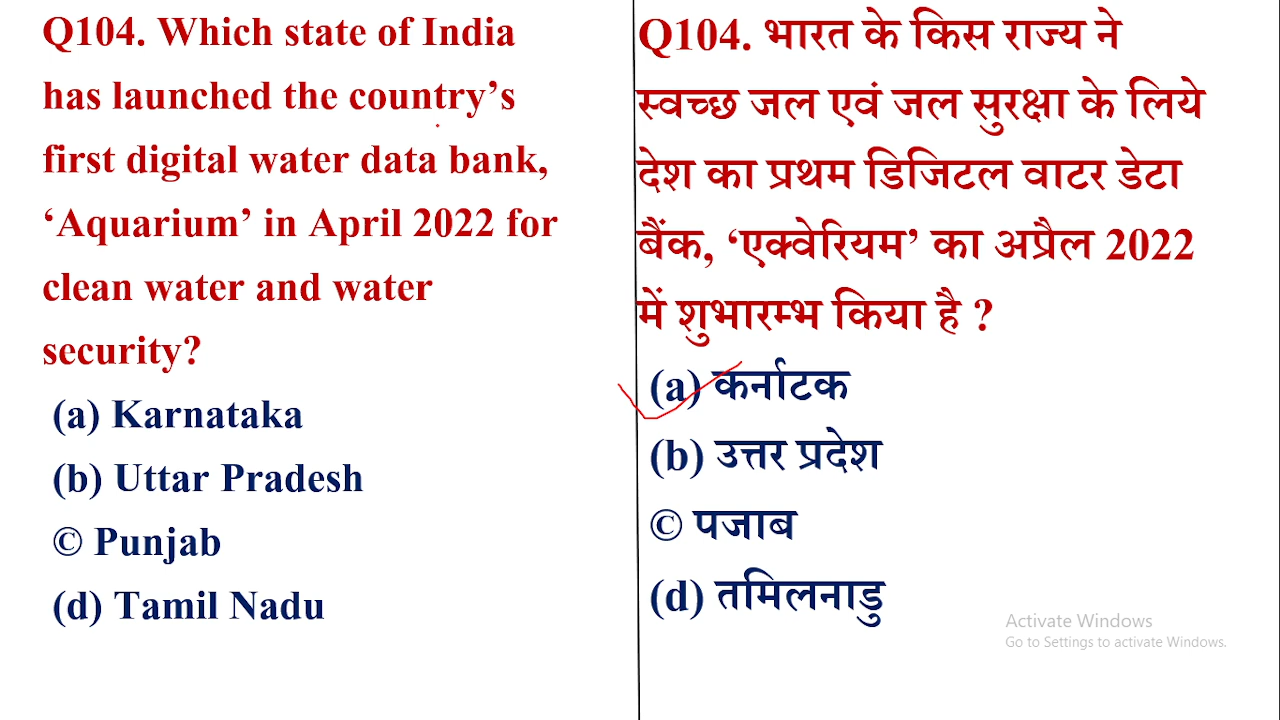 Q104. Which state of India
has launched the country’s
first digital water data bank,
‘Aquarium’ in April 2022 for
clean water and water
security?
(a) Karnataka
(b) Uttar Pradesh
© Punjab
(d) Tamil Nadu
Q104. भारत के किस राज्य ने
स्वच्छ जल एवं जल सुरक्षा के लिये
देश का प्रथम डिजिटल वाटर डेटा
बैंक, ‘एक्वेरियम’ का अप्रैल 2022
में शुभारम्भ किया है ?
(a) कर्नाटक
(b) उत्तर प्रदेश
© पजाब
(d) तमिलनाडु
Activate Windows
Go to Settings to activate Windows.